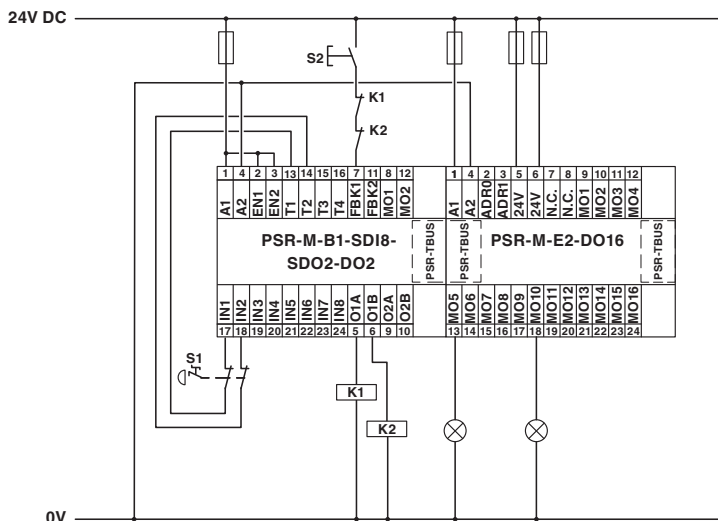 24V DC
S2
K1
K2
1 4 2 3 13 14 15 16 7 11 8 12
1 4 2 3 5 6 7 8 9 10 11 12
A1 A2 EN1 EN2 T1 T2 T3 T4 FBK1 FBK2 MO1 MO2
A1 A2 ADR0 ADR1 24V 24V N.C. N.C. MO1 MO2 MO3 MO4
PSR-M-B1-SDI8-
SDO2-DO2
PSR-TBUS
PSR-TBUS
PSR-M-E2-DO16
PSR-TBUS
IN1 IN2 IN3 IN4 IN5 IN6 IN7 IN8 O1A O1B O2A O2B
MO5 MO6 MO7 MO8 MO9 MO10 MO11 MO12 MO13 MO14 MO15 MO16
17 18 19 20 21 22 23 24 5 6 9 10
13 14 15 16 17 18 19 20 21 22 23 24
S1
K1
K2
0V